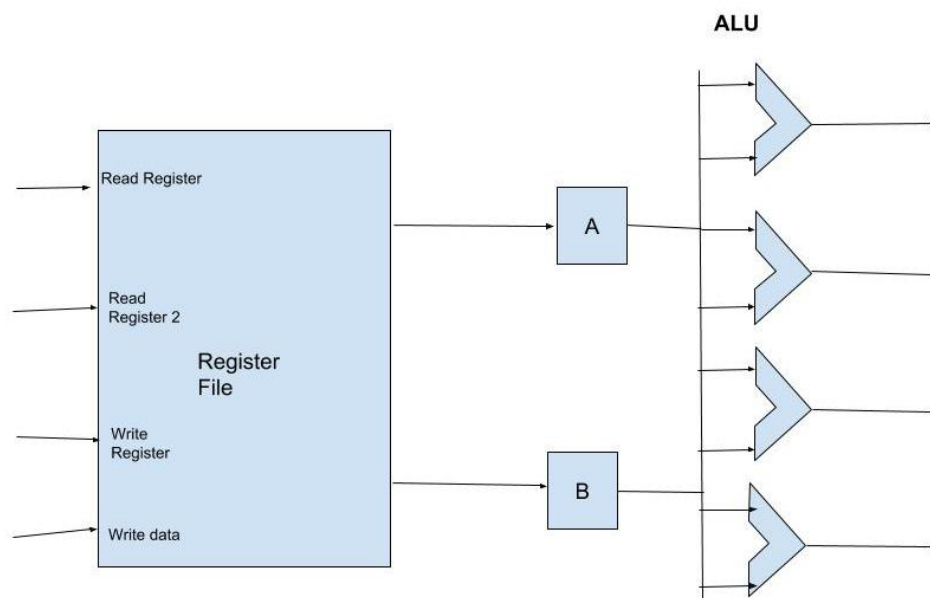 ALU
Read Register
A
Read
Register 2
Register
File
Write
Register
B
Write data